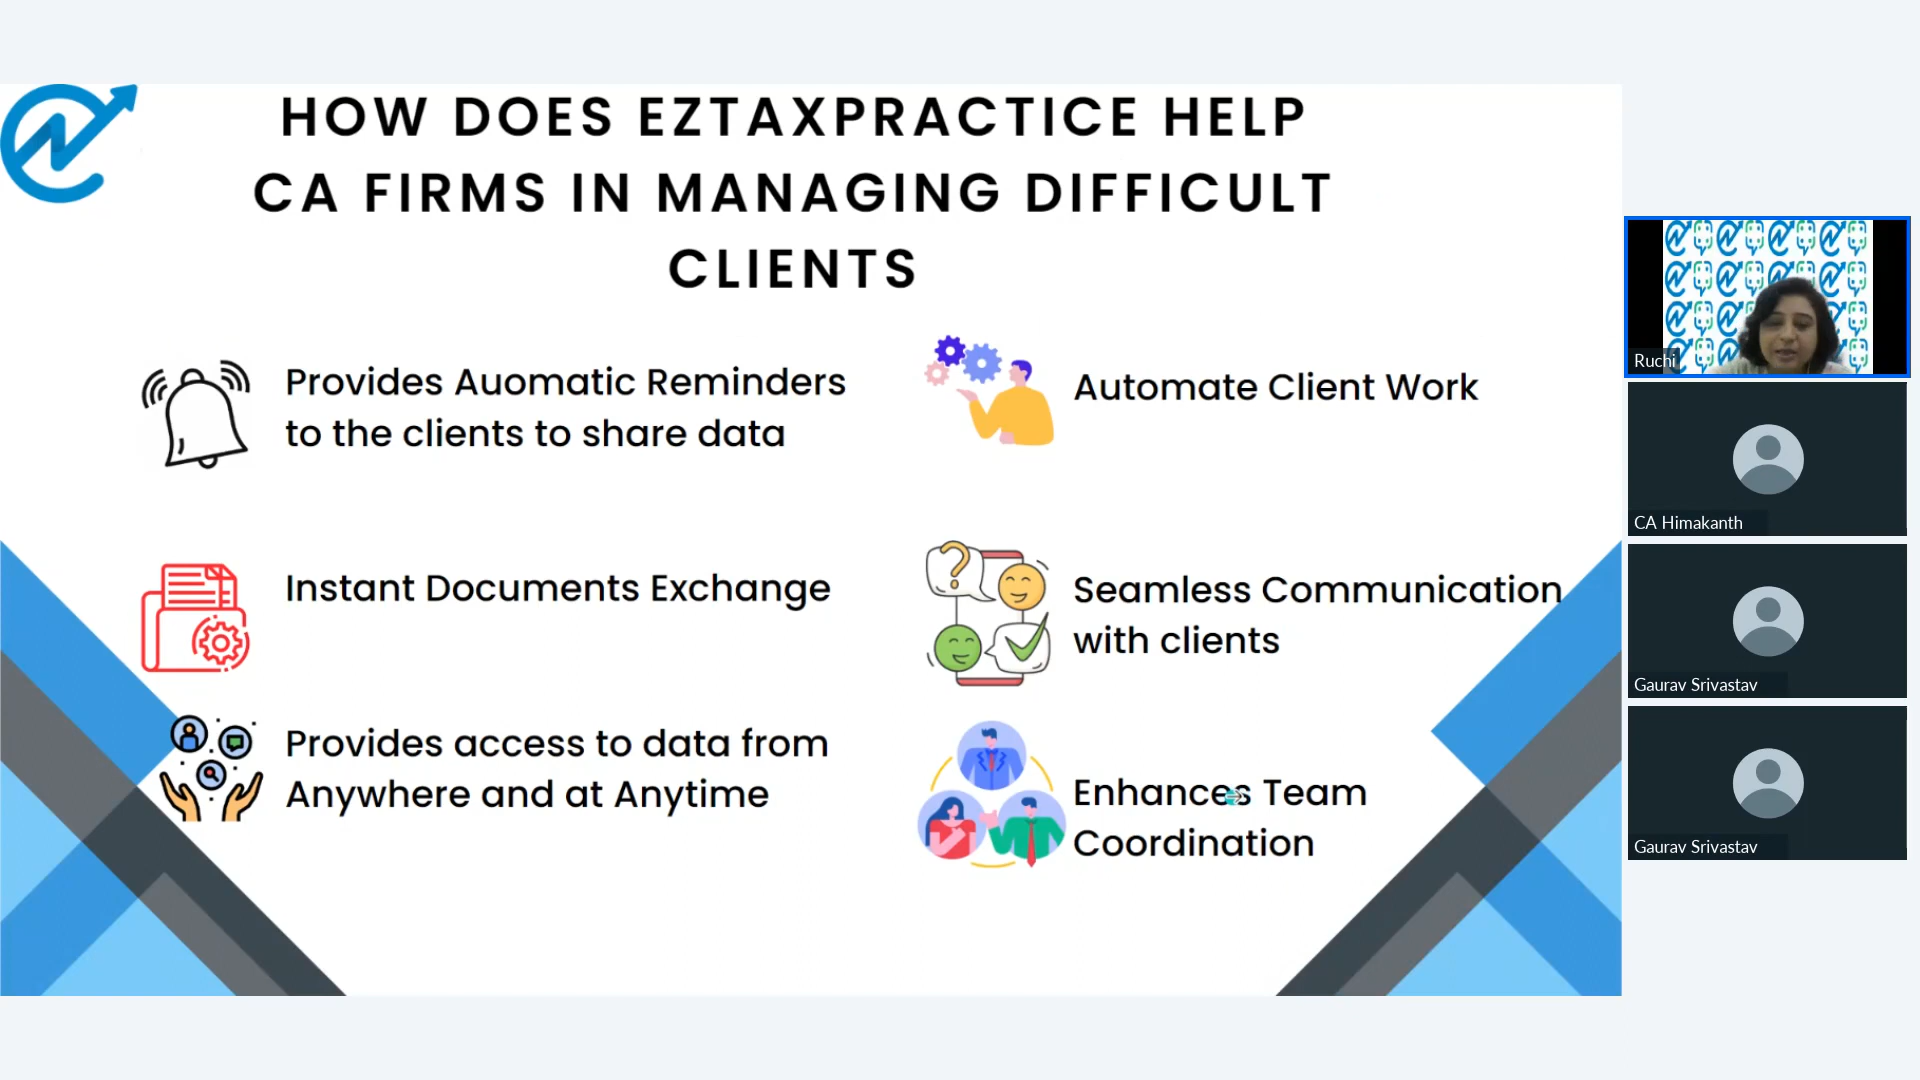 HOW DOES EZTAXPRACTICE HELP
CA FIRMS IN MANAGING DIFFICULT
CLIENTS
Provides Auomatic Reminders
to the clients to share data
Automate Client Work
Instant Documents Exchange
Seamless Communication
with clients
Provides access to data from
Anywhere and at Anytime
Enhances Team
Coordination
Ruchi
CA Himakanth
Gaurav Srivastav
Gaurav Srivastav